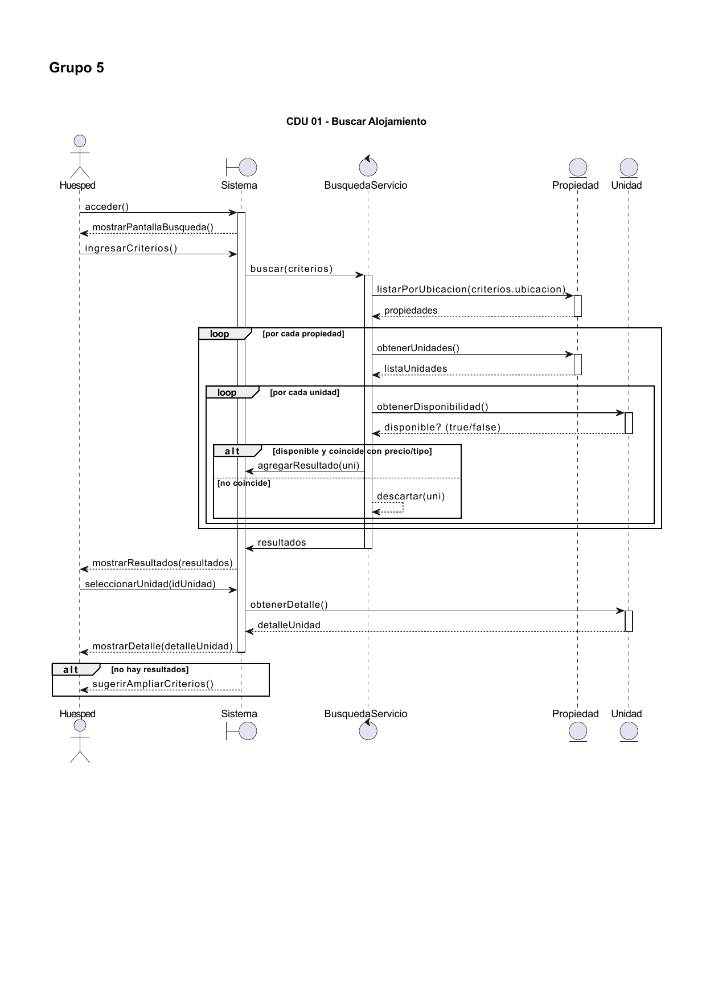 Grupo 5
CDU 01 - Buscar Alojamiento
Huesped
Sistema
BusquedaServicio
Propiedad
Unidad
acceder()
mostrarPantallaBusqueda()
ingresarCriterios()
buscar(criterios)
listarPorUbicacion(criterios.ubicacion)
propiedades
loop [por cada propiedad]
obtenerUnidades()
listaUnidades
loop [por cada unidad]
obtenerDisponibilidad()
disponible? (true/false)
alt [disponible y coincide con precio/tipo]
agregarResultado(uni)
[no coincide]
descartar(uni)
resultados
mostrarResultados(resultados)
seleccionarUnidad(idUnidad)
obtenerDetalle()
detalleUnidad
mostrarDetalle(detalleUnidad)
alt [no hay resultados]
sugerirAmpliarCriterios()
Huesped
Sistema
BusquedaServicio
Propiedad
Unidad